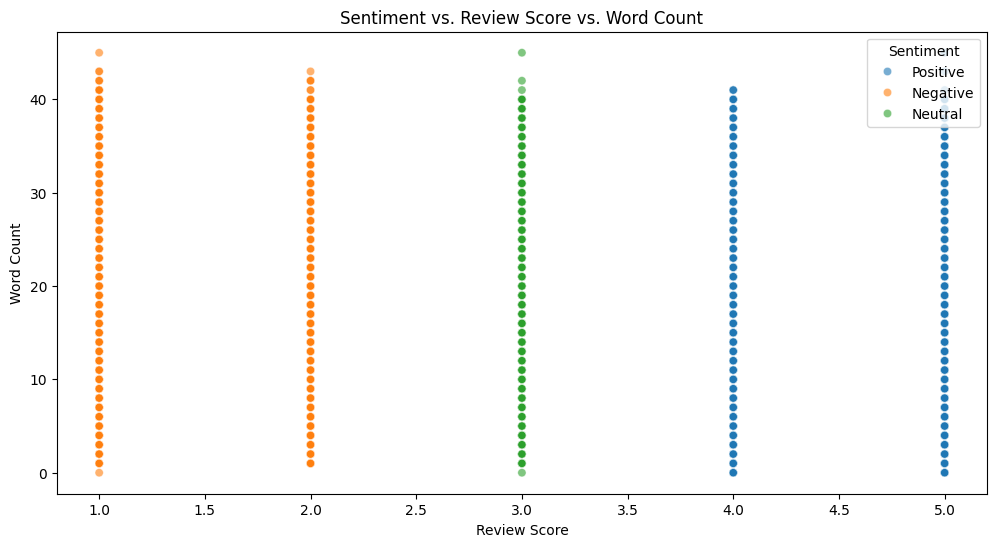 Sentiment vs. Review Score vs. Word Count
Sentiment
Positive
Negative
Neutral
Word Count
40
30
20
10
0
1.0 1.5 2.0 2.5 3.0 3.5 4.0 4.5 5.0
Review Score